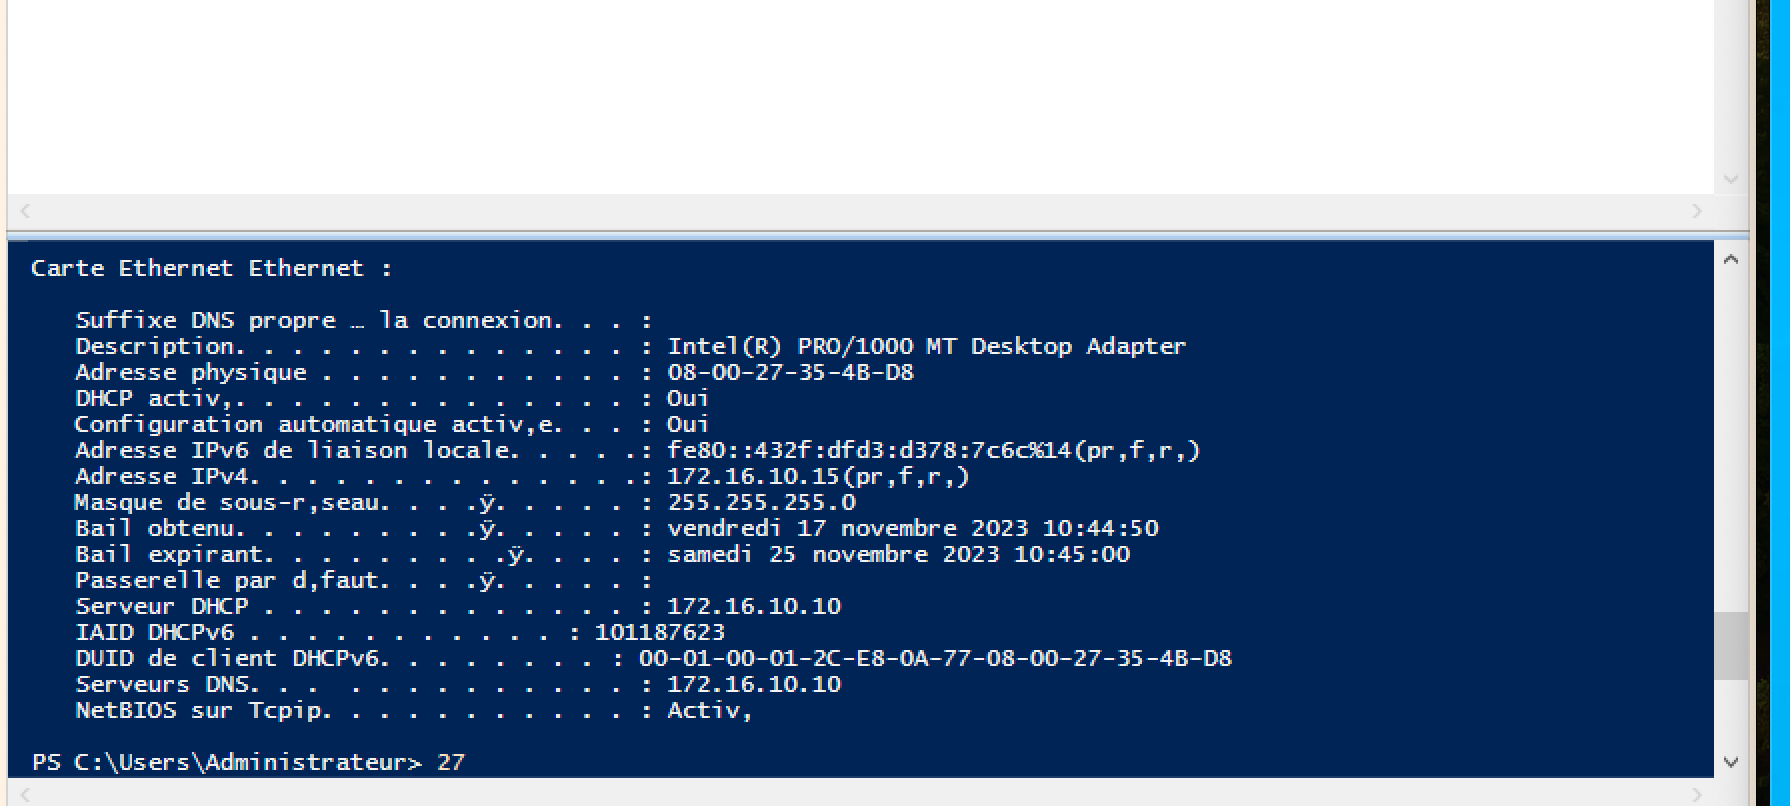 Carte Ethernet Ethernet :
Suffixe DNS propre … la connexion. . . :
Description. . . . . . . . . . . . . . : Intel(R) PRO/1000 MT Desktop Adapter
Adresse physique . . . . . . . . . . . : 08-00-27-35-4B-D8
DHCP activ‚. . . . . . . . . . . . . . : Oui
Configuration automatique activ‚e. . . : Oui
Adresse IPv6 de liaison locale. . . . .: fe80::432f:dfd3:d378:7c6c%14(pr‚f‚r‚)
Adresse IPv4. . . . . . . . . . . . . .: 172.16.10.15(pr‚f‚r‚)
Masque de sous-r‚seau. . . .ÿ. . . . . : 255.255.255.0
Bail obtenu. . . . . . . . .ÿ. . . . . : vendredi 17 novembre 2023 10:44:50
Bail expirant. . . . . . . . .ÿ. . . . : samedi 25 novembre 2023 10:45:00
Passerelle par d‚faut. . . .ÿ. . . . . :
Serveur DHCP . . . . . . . . . . . . . : 172.16.10.10
IAID DHCPv6 . . . . . . . . . . . : 101187623
DUID de client DHCPv6. . . . . . . . : 00-01-00-01-2C-E8-0A-77-08-00-27-35-4B-D8
Serveurs DNS. . .  . . . . . . . . . . : 172.16.10.10
NetBIOS sur Tcpip. . . . . . . . . . . : Activ‚
PS C:\Users\Administrateur> 27